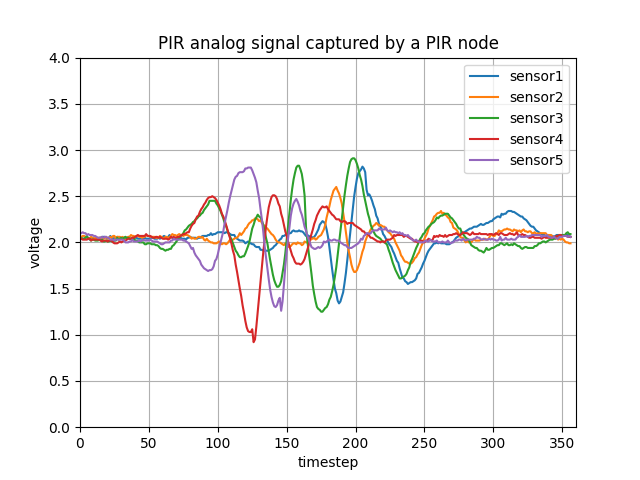 PIR analog signal captured by a PIR node
4.0
3.5
3.0
2.5
2.0
1.5
1.0
0.5
0.0
voltage
sensor1
sensor2
sensor3
sensor4
sensor5
0 50 100 150 200 250 300 350
timestep